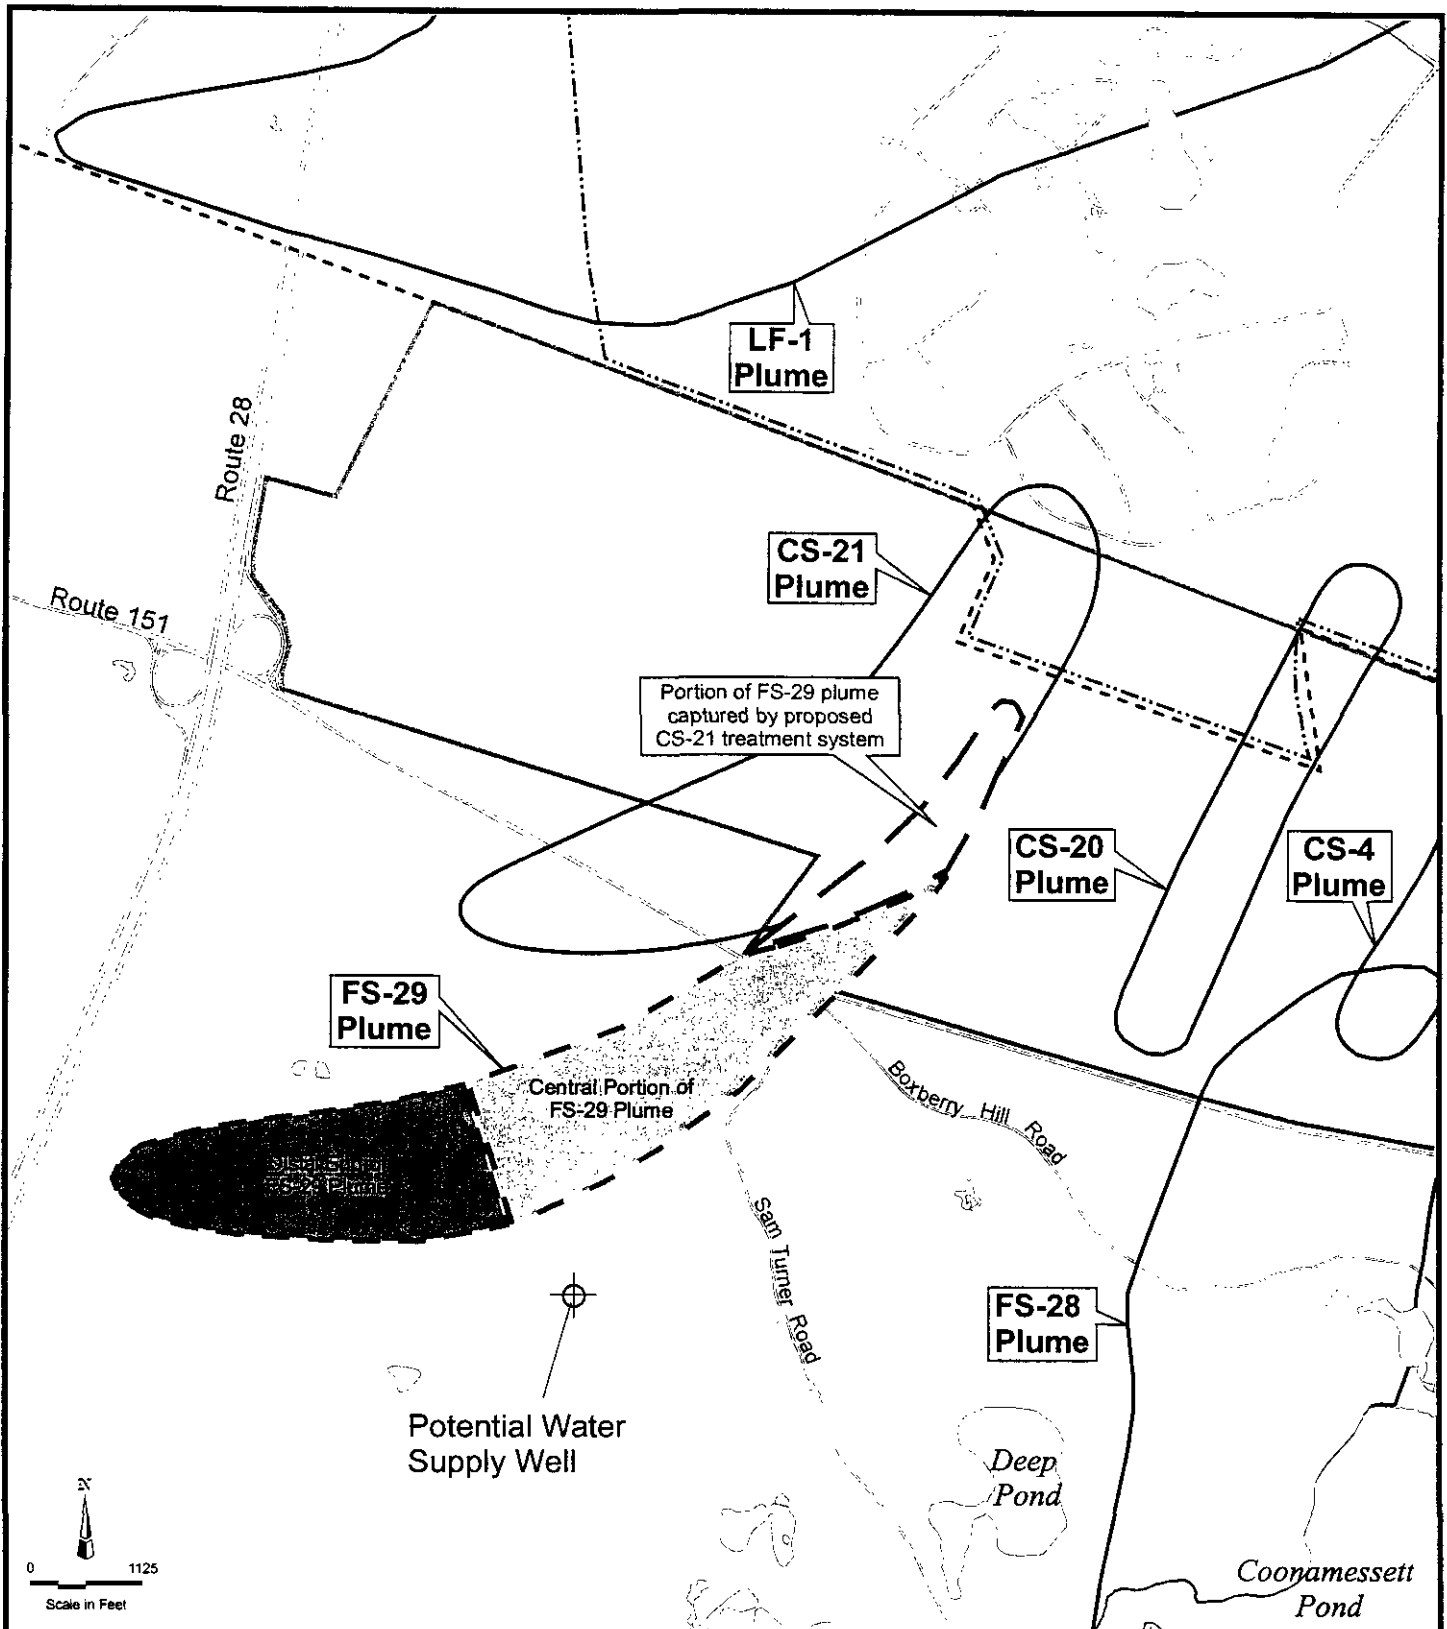 LF-1
Plume
Route 28
CS-21
Plume
Route 151
Portion of FS-29 plume
captured by proposed
CS-21 treatment system
CS-20
Plume
CS-4
Plume
FS-29
Plume
Central Portion of
FS-29 Plume
FS-29 Plume
Boxberry Hill Road
Sam Turner Road
FS-28
Plume
Potential Water
Supply Well
Deep
Pond
Coonamessett
Pond
N
0 1125
Scale in Feet